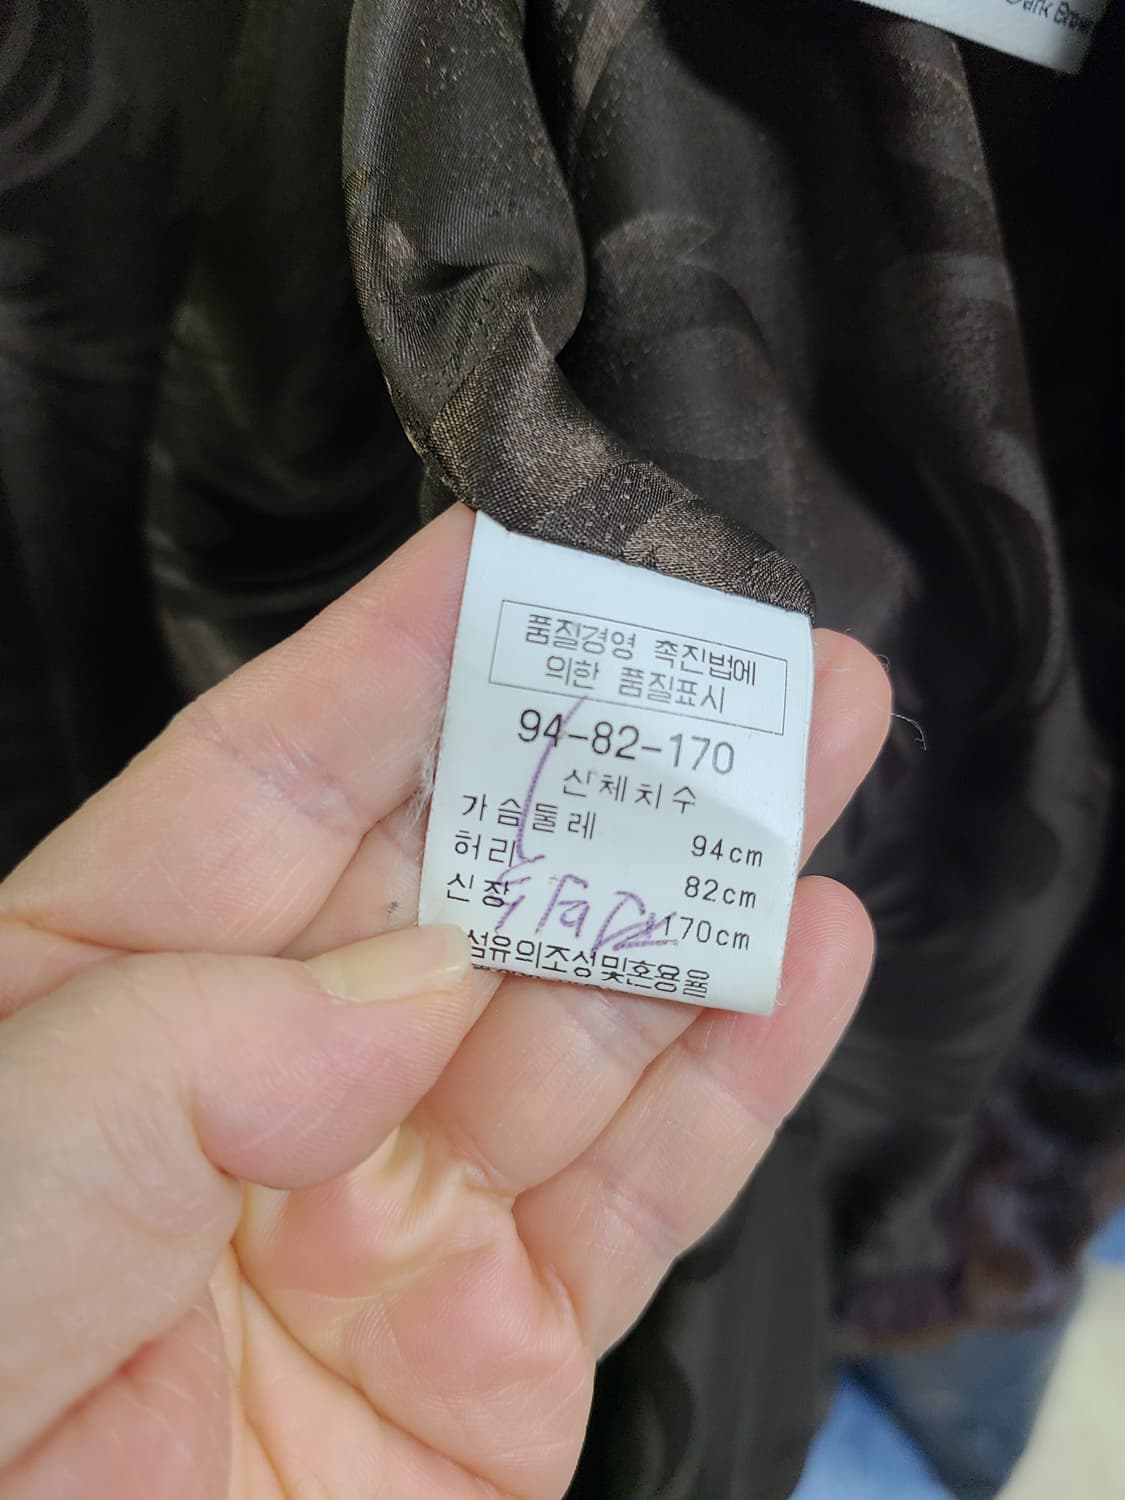 Dark Brown
품질경영 촉진법에
의한 품질표시
94-82-170
신체치수
가슴둘레 94cm
허리 82cm
신장 170cm
섬유의조성및혼용율